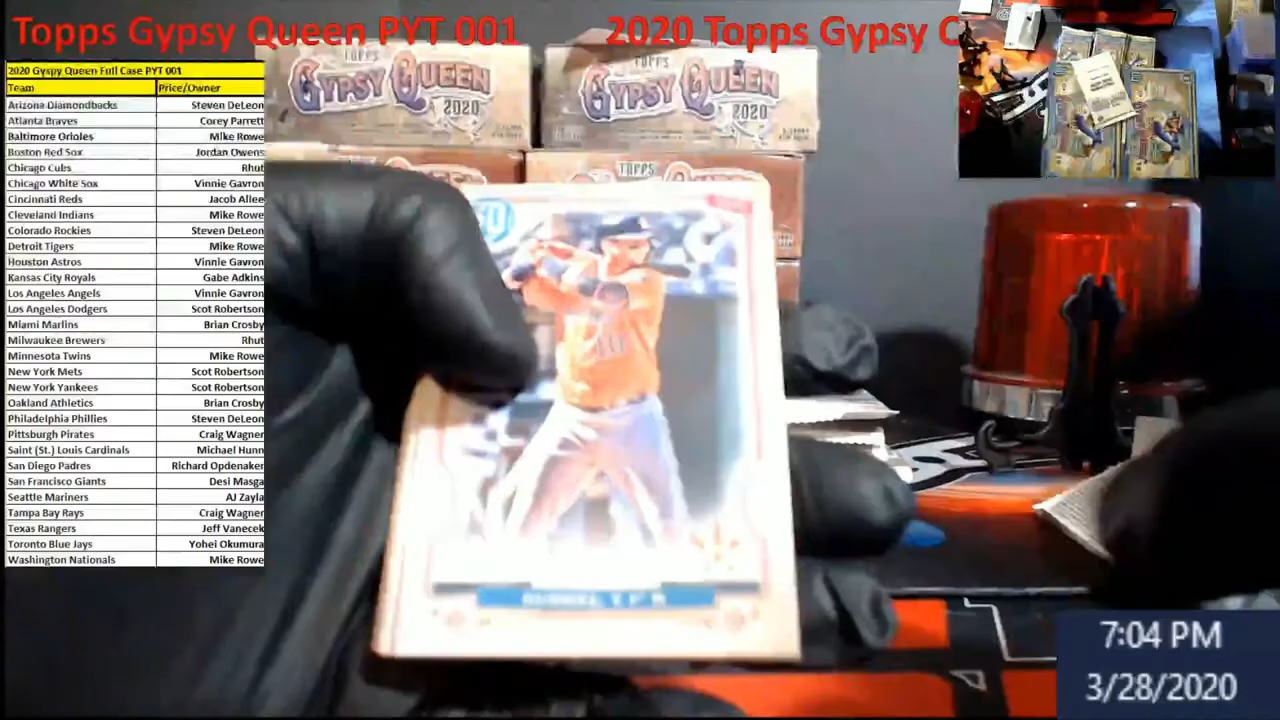 Topps Gypsy Queen PYT 001
2020 Topps Gypsy
2020 Gyspy Queen Full Case PYT 001
Team Price/Owner
Arizona Diamondbacks Steven DeLeon
Atlanta Braves Corey Parrett
Baltimore Orioles Mike Rowe
Boston Red Sox Jordan Owens
Chicago Cubs Rhut
Chicago White Sox Vinnie Gavron
Cincinnati Reds Jacob Allee
Cleveland Indians Mike Rowe
Colorado Rockies Steven DeLeon
Detroit Tigers Mike Rowe
Houston Astros Vinnie Gavron
Kansas City Royals Gabe Adkins
Los Angeles Angels Vinnie Gavron
Los Angeles Dodgers Scot Robertson
Miami Marlins Brian Crosby
Milwaukee Brewers Rhut
Minnesota Twins Mike Rowe
New York Mets Scot Robertson
New York Yankees Scot Robertson
Oakland Athletics Brian Crosby
Philadelphia Phillies Steven DeLeon
Pittsburgh Pirates Craig Wagner
Saint (St.) Louis Cardinals Michael Hunn
San Diego Padres Richard Opdenaker
San Francisco Giants Desi Masga
Seattle Mariners AJ Zayla
Tampa Bay Rays Craig Wagner
Texas Rangers Jeff Vanecek
Toronto Blue Jays Yohei Okumura
Washington Nationals Mike Rowe
TOPPS
GYPSY QUEEN
2020
TOPPS
GYPSY QUEEN
2020
TOPPS
7:04 PM
3/28/2020